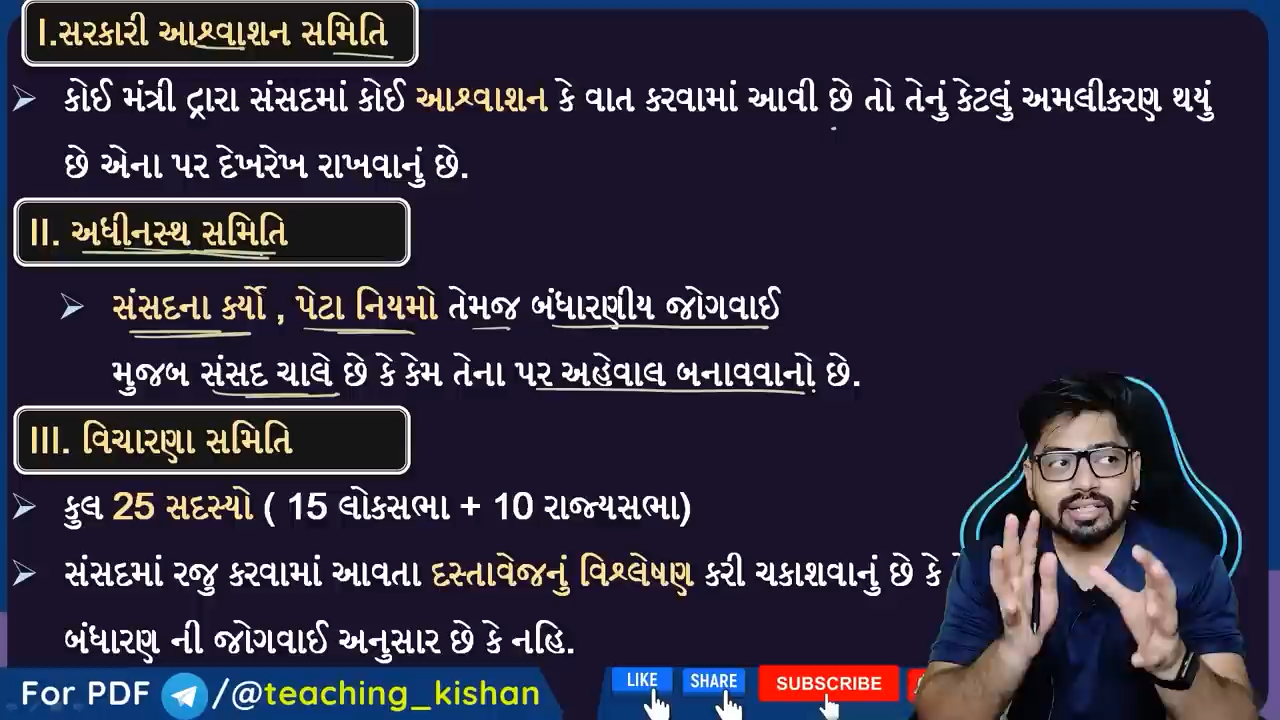 I.સરકારી આશ્વાશન સમિતિ
કોઈ મંત્રી દ્વારા સંસદમાં કોઈ આશ્વાશન કે વાત કરવામાં આવી છે તો તેનું કેટલું અમલીકરણ થયું
છે એના પર દેખરેખ રાખવાનું છે.
II. અધીનસ્થ સમિતિ
સંસદના કર્યો , પેટા નિયમો તેમજ બંધારણીય જોગવાઈ
મુજબ સંસદ ચાલે છે કે કેમ તેના પર અહેવાલ બનાવવાનો છે.
III. વિચારણા સમિતિ
કુલ 25 સદસ્યો ( 15 લોકસભા + 10 રાજ્યસભા)
સંસદમાં રજુ કરવામાં આવતા દસ્તાવેજનું વિશ્લેષણ કરી ચકાશવાનું છે કે
બંધારણ ની જોગવાઈ અનુસાર છે કે નહિ.
For PDF /@teaching_kishan
LIKE SHARE SUBSCRIBE